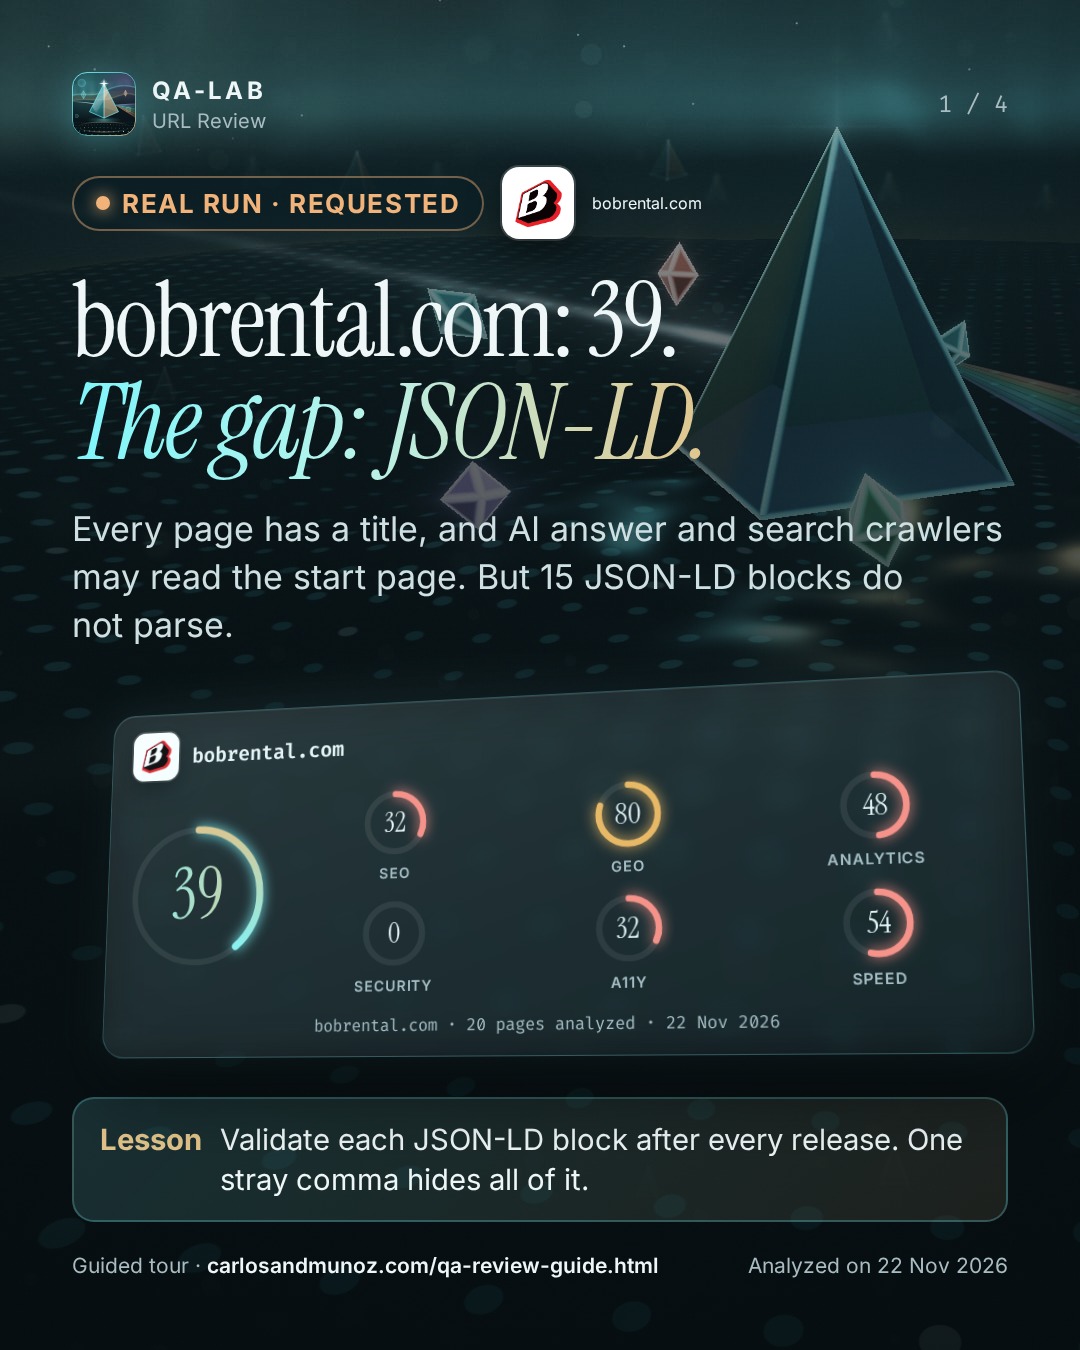 QA-LAB
URL Review
1 / 4
REAL RUN · REQUESTED
B
bobrental.com
bobrental.com: 39.
The gap: JSON-LD.
Every page has a title, and AI answer and search crawlers
may read the start page. But 15 JSON-LD blocks do
not parse.
B
bobrental.com
39
32
SEO
80
GEO
48
ANALYTICS
0
SECURITY
32
A11Y
54
SPEED
bobrental.com · 20 pages analyzed · 22 Nov 2026
Lesson Validate each JSON-LD block after every release. One
stray comma hides all of it.
Guided tour · carlosandmunoz.com/qa-review-guide.html
Analyzed on 22 Nov 2026